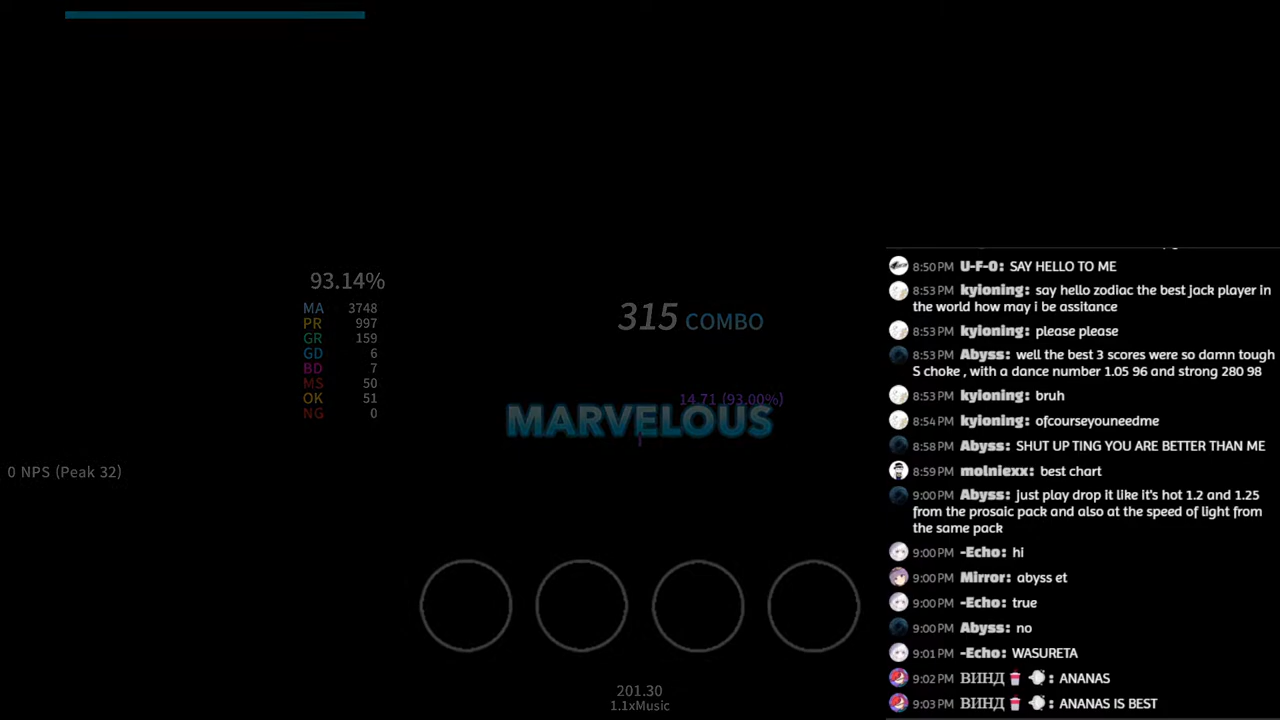 93.14%
MA 3748
PR 997
GR 159
GD 6
BD 7
MS 50
OK 51
NG 0
0 NPS (Peak 32)
315 COMBO
14.71 (93.00%)
MARVELOUS
201.30
1.1xMusic
8:50 PM U-F-O: SAY HELLO TO ME
8:53 PM kyloning: say hello zodiac the best jack player in
the world how may i be assitance
8:53 PM kyloning: please please
8:53 PM Abyss: well the best 3 scores were so damn tough
S choke , with a dance number 1.05 96 and strong 280 98
8:53 PM kyloning: bruh
8:54 PM kyloning: ofcourseyouneedme
8:58 PM Abyss: SHUT UP TING YOU ARE BETTER THAN ME
8:59 PM molniexx: best chart
9:00 PM Abyss: just play drop it like it's hot 1.2 and 1.25
from the prosaic pack and also at the speed of light from
the same pack
9:00 PM -Echo: hi
9:00 PM Mirror: abyss et
9:00 PM -Echo: true
9:00 PM Abyss: no
9:01 PM -Echo: WASURETA
9:02 PM ВИНД : ANANAS
9:03 PM ВИНД : ANANAS IS BEST